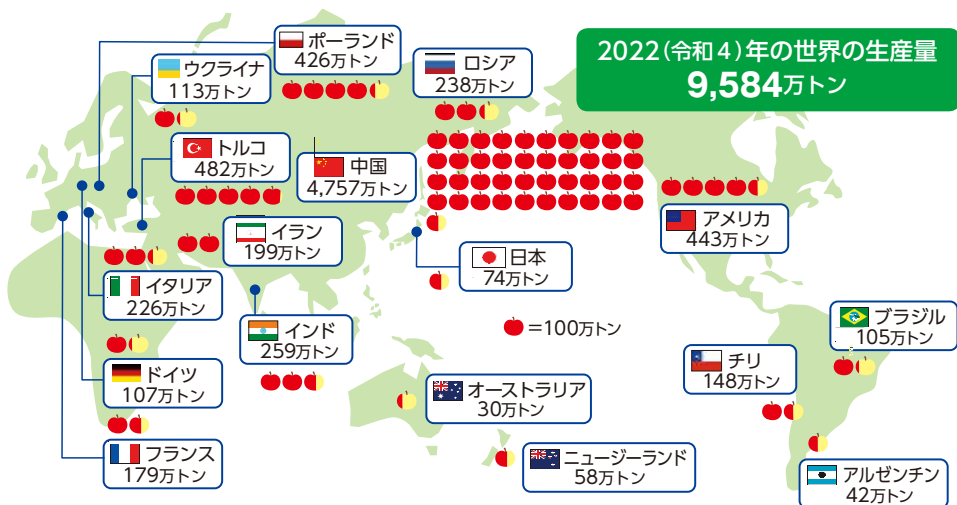 2022(令和4)年の世界の生産量
9,584万トン
ポーランド
426万トン
ロシア
238万トン
ウクライナ
113万トン
トルコ
482万トン
中国
4,757万トン
アメリカ
443万トン
イラン
199万トン
日本
74万トン
イタリア
226万トン
インド
259万トン
=100万トン
ブラジル
105万トン
チリ
148万トン
ドイツ
107万トン
オーストラリア
30万トン
フランス
179万トン
ニュージーランド
58万トン
アルゼンチン
42万トン